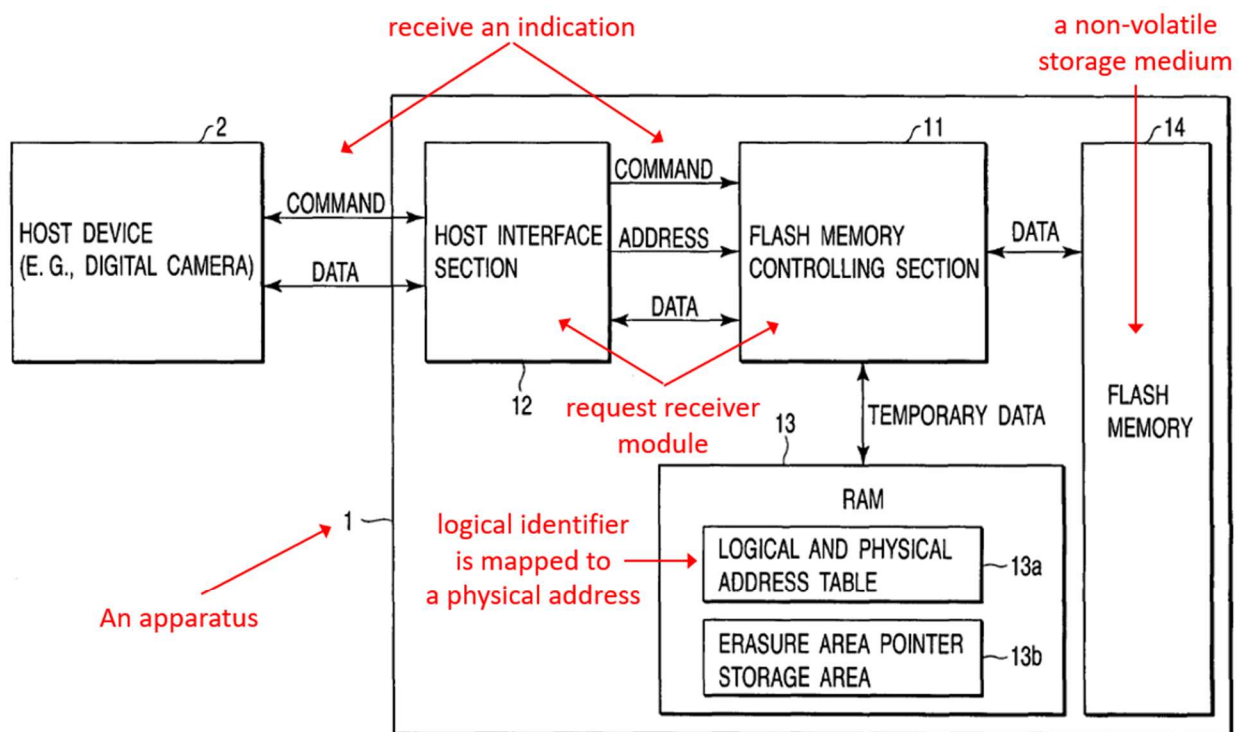 receive an indication
a non-volatile
storage medium
2
11
14
COMMAND
COMMAND
HOST DEVICE
(E. G., DIGITAL CAMERA)
HOST INTERFACE
SECTION
ADDRESS
FLASH MEMORY
CONTROLLING SECTION
DATA
DATA
DATA
12
request receiver
module
TEMPORARY DATA
FLASH
MEMORY
13
RAM
1
logical identifier
is mapped to
a physical address
LOGICAL AND PHYSICAL
ADDRESS TABLE
13a
An apparatus
ERASURE AREA POINTER
STORAGE AREA
13b